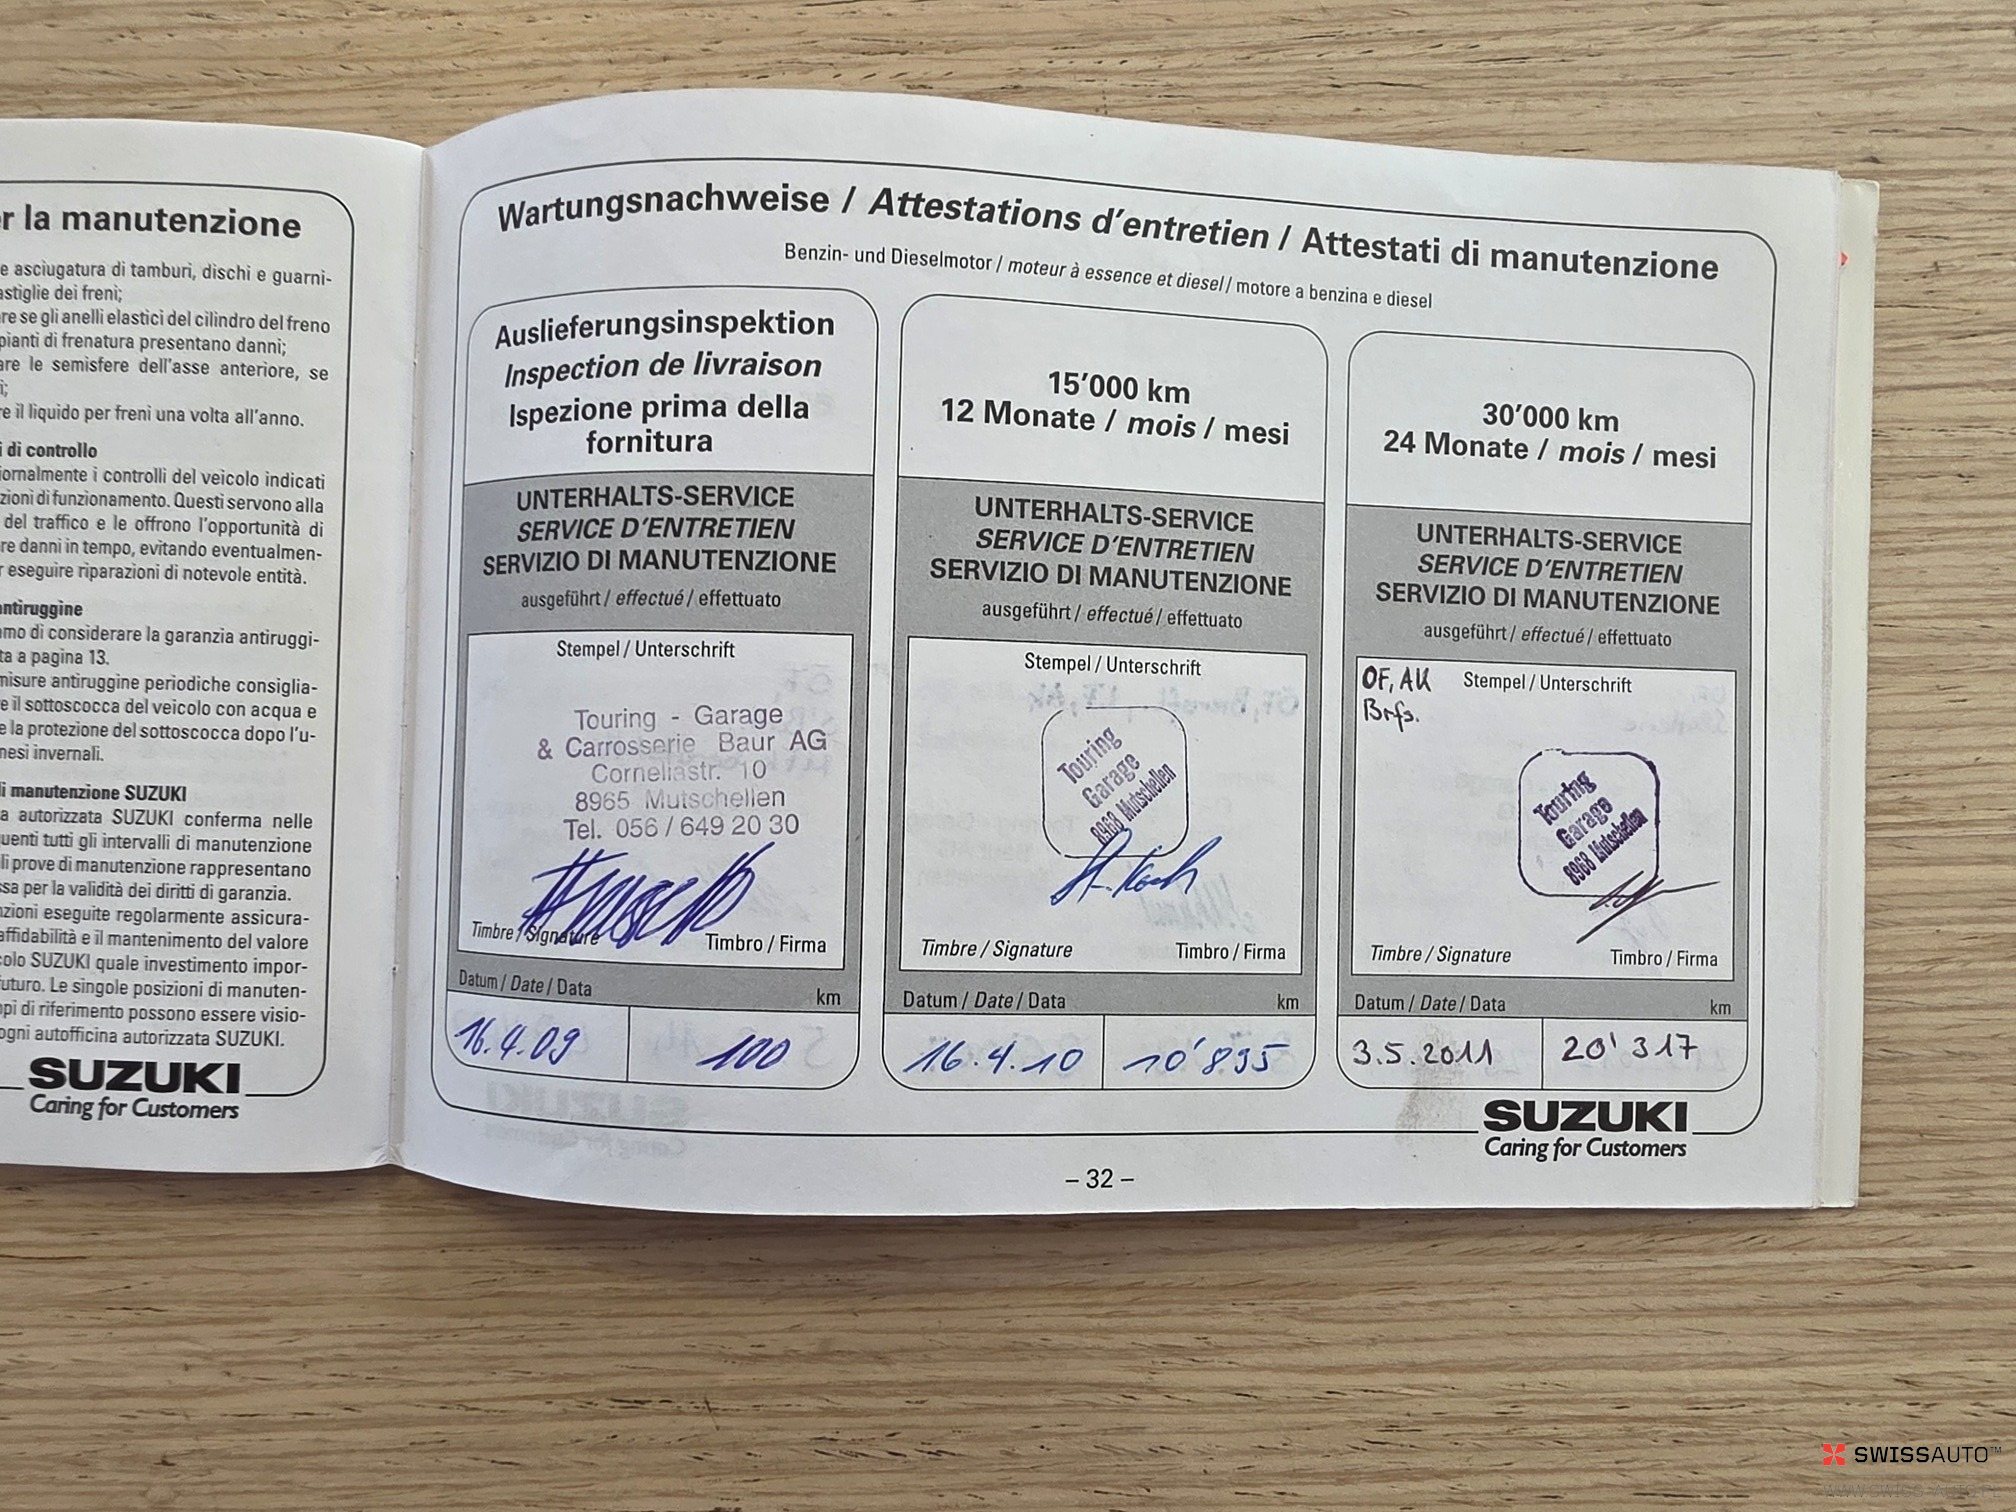 r la manutenzione
e asciugatura di tamburi, dischi e guarni-
astiglie dei freni;
re se gli anelli elastici del cilindro del freno
pianti di frenatura presentano danni;
are le semisfere dell'asse anteriore, se
i;
e il liquido per freni una volta all'anno.
i di controllo
iornalmente i controlli del veicolo indicati
zioni di funzionamento. Questi servono alla
del traffico e le offrono l'opportunità di
re danni in tempo, evitando eventualmen-
r eseguire riparazioni di notevole entità.
antiruggine
amo di considerare la garanzia antiruggi-
ta a pagina 13.
misure antiruggine periodiche consiglia-
e il sottoscocca del veicolo con acqua e
e la protezione del sottoscocca dopo l'u-
nesi invernali.
li manutenzione SUZUKI
a autorizzata SUZUKI conferma nelle
uenti tutti gli intervalli di manutenzione
li prove di manutenzione rappresentano
ssa per la validità dei diritti di garanzia.
nzioni eseguite regolarmente assicura-
affidabilità e il mantenimento del valore
colo SUZUKI quale investimento impor-
futuro. Le singole posizioni di manuten-
opi di riferimento possono essere visio-
ogni autofficina autorizzata SUZUKI.
SUZUKI
Caring for Customers
Wartungsnachweise / Attestations d'entretien / Attestati di manutenzione
Benzin- und Dieselmotor / moteur à essence et diesel / motore a benzina e diesel
Auslieferungsinspektion
Inspection de livraison
Ispezione prima della
fornitura
UNTERHALTS-SERVICE
SERVICE D'ENTRETIEN
SERVIZIO DI MANUTENZIONE
ausgeführt / effectué / effettuato
Stempel / Unterschrift
Touring - Garage
& Carrosserie Baur AG
Corneliastr. 10
8965 Mutschellen
Tel. 056 / 649 20 30
Timbre / Signature Timbro / Firma
Datum / Date / Data km
16.4.09 100
15'000 km
12 Monate / mois / mesi
UNTERHALTS-SERVICE
SERVICE D'ENTRETIEN
SERVIZIO DI MANUTENZIONE
ausgeführt / effectué / effettuato
Stempel / Unterschrift
Touring
Garage
8968 Mutschellen
Timbre / Signature Timbro / Firma
Datum / Date / Data km
16.4.10 10'895
30'000 km
24 Monate / mois / mesi
UNTERHALTS-SERVICE
SERVICE D'ENTRETIEN
SERVIZIO DI MANUTENZIONE
ausgeführt / effectué / effettuato
OF, AK Stempel / Unterschrift
Brfs.
Touring
Garage
8968 Mutschellen
Timbre / Signature Timbro / Firma
Datum / Date / Data km
3.5.2011 20'317
SUZUKI
Caring for Customers
– 32 –
SWISSAUTO™